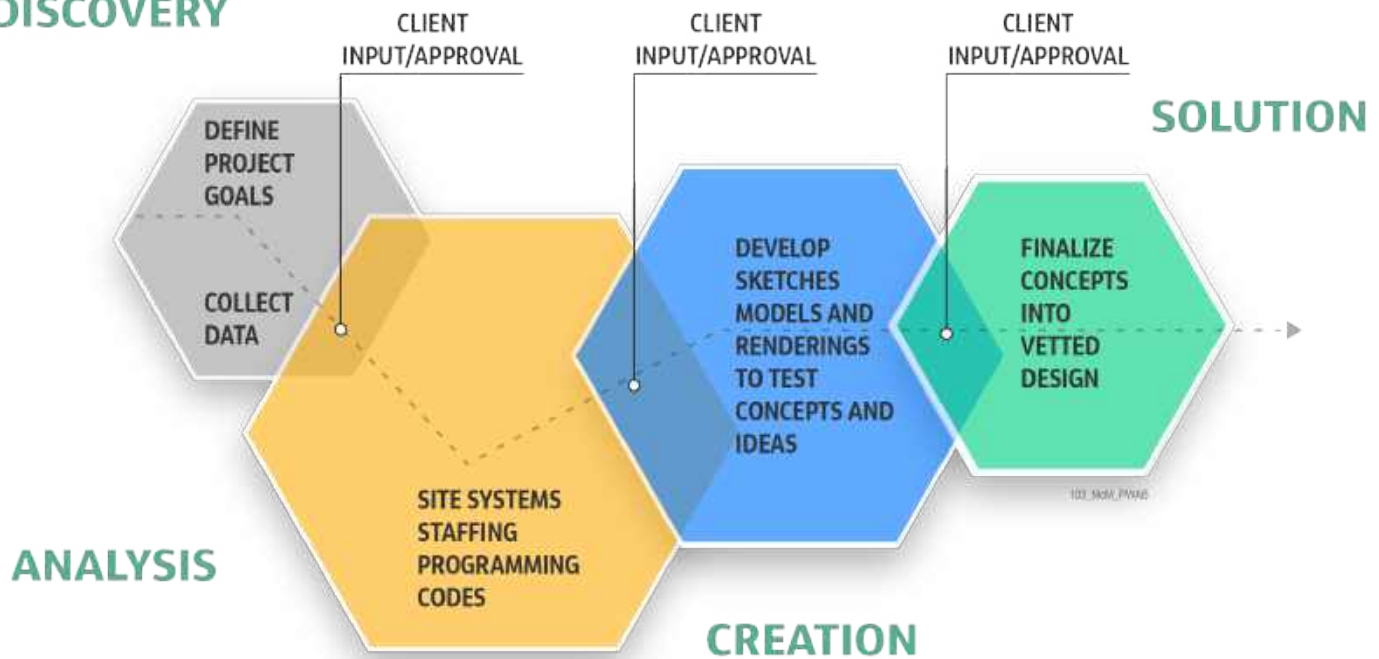 DISCOVERY
CLIENT
INPUT/APPROVAL
CLIENT
INPUT/APPROVAL
CLIENT
INPUT/APPROVAL
SOLUTION
DEFINE
PROJECT
GOALS
COLLECT
DATA
SITE SYSTEMS
STAFFING
PROGRAMMING
CODES
DEVELOP
SKETCHES
MODELS AND
RENDERINGS
TO TEST
CONCEPTS AND
IDEAS
FINALIZE
CONCEPTS
INTO
VETTED
DESIGN
ANALYSIS
CREATION